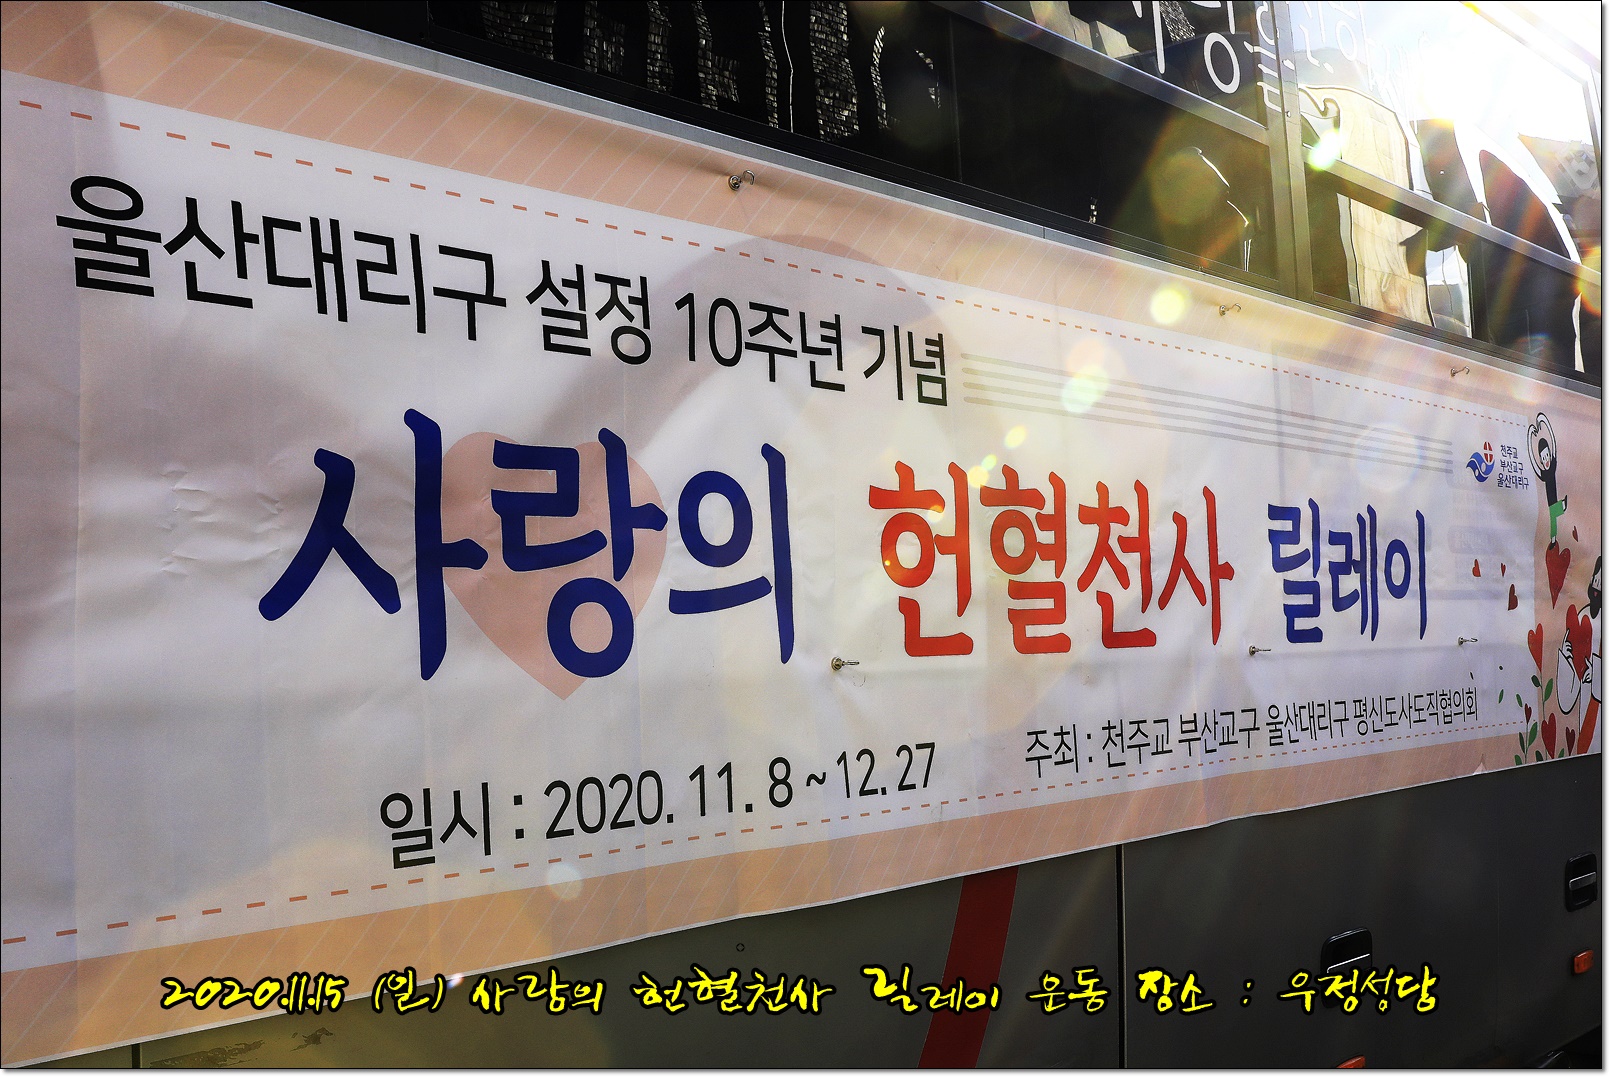 울산대리구 설정 10주년 기념
천주교
부산교구
울산대리구
사랑의 헌혈천사 릴레이
일시 : 2020. 11. 8 ~ 12. 27
주최 : 천주교 부산교구 울산대리구 평신도사도직협의회
2020.11.15 (일) 사랑의 헌혈천사 릴레이 운동 장소 : 우정성당